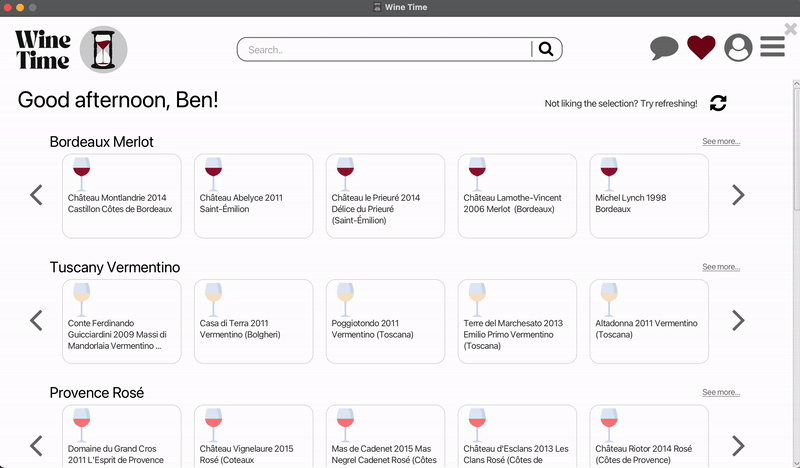 Wine Time
Wine
Time
Search..
Good afternoon, Ben!
Not liking the selection? Try refreshing!
Bordeaux Merlot
See more...
Château Montlandrie 2014
Castillon Côtes de Bordeaux
Château Abelyce 2011
Saint-Émilion
Château le Prieuré 2014
Délice du Prieuré
(Saint-Émilion)
Château Lamothe-Vincent
2006 Merlot (Bordeaux)
Michel Lynch 1998
Bordeaux
Tuscany Vermentino
See more...
Conte Ferdinando
Guicciardini 2009 Massi di
Mandorlaia Vermentino ...
Casa di Terra 2011
Vermentino (Bolgheri)
Poggiotondo 2011
Vermentino (Toscana)
Terre del Marchesato 2013
Emilio Primo Vermentino
(Toscana)
Altadonna 2011 Vermentino
(Toscana)
Provence Rosé
See more...
Domaine du Grand Cros
2011 L'Esprit de Provence
Château Vignelaure 2015
Rosé (Coteaux
Mas de Cadenet 2015 Mas
Negrel Cadenet Rosé (Côtes
Château d'Esclans 2013 Les
Clans Rosé (Côtes de
Château Riotor 2014 Rosé
(Côtes de Provence)